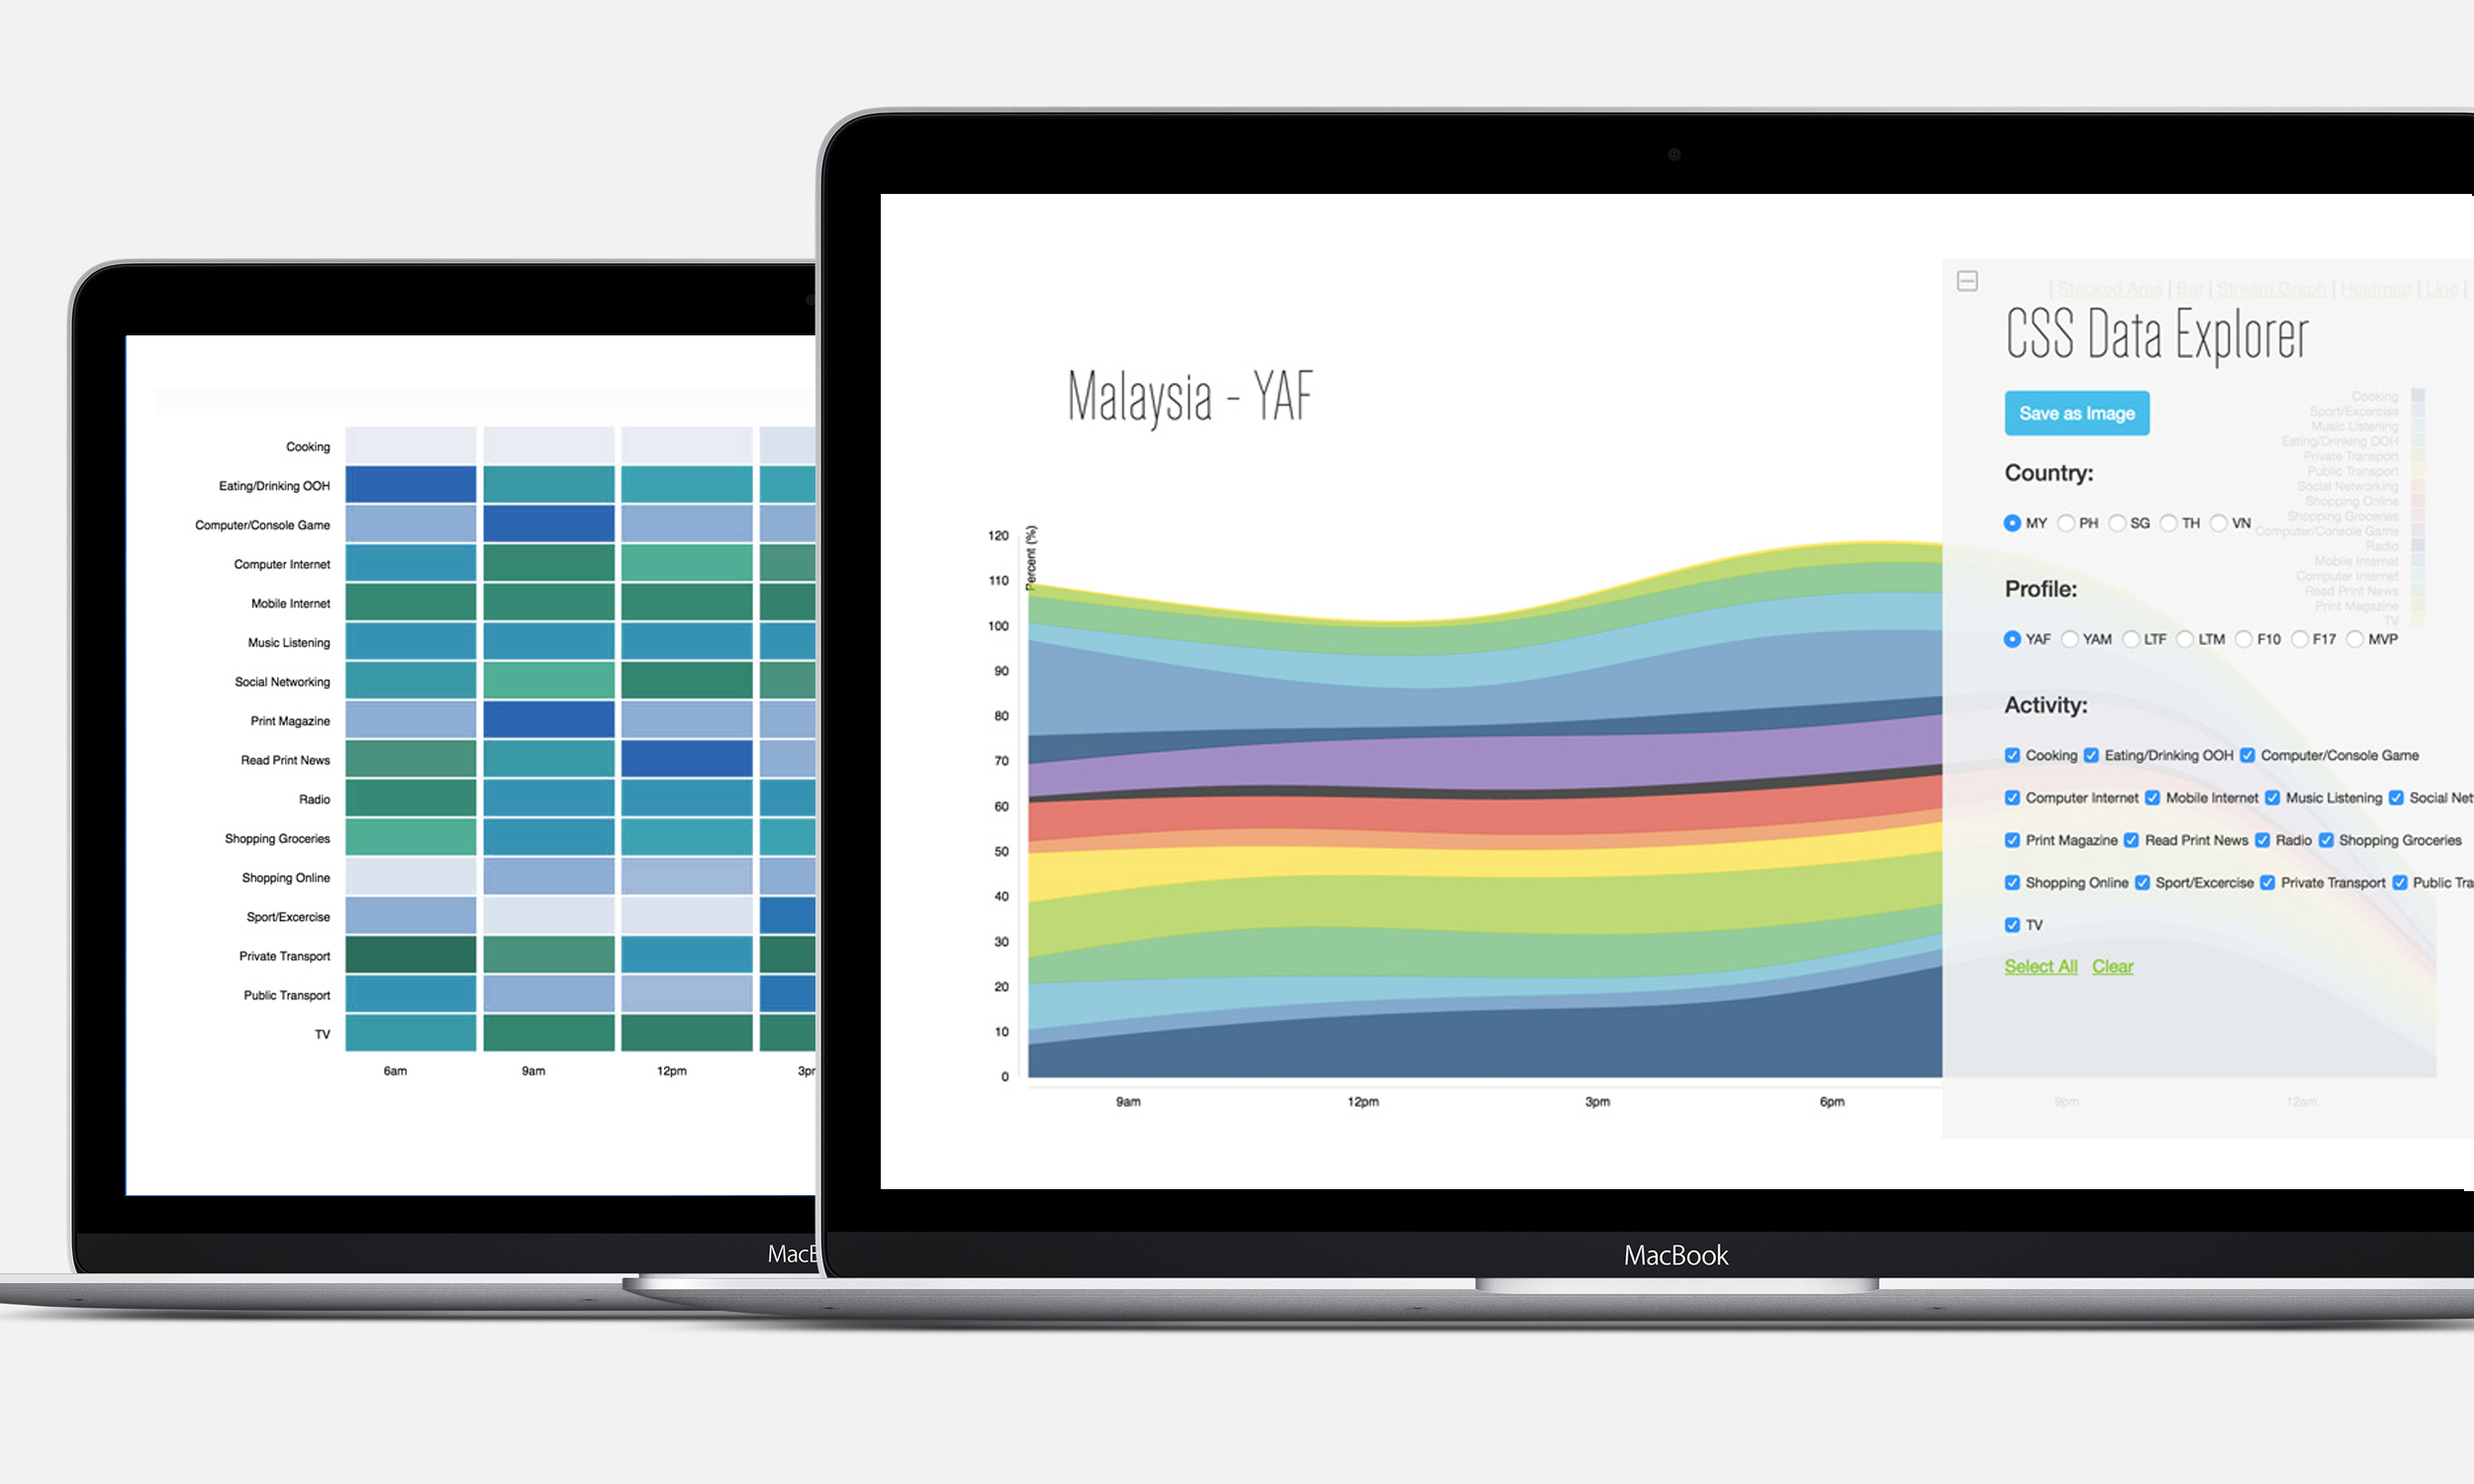 Cooking
Eating/Drinking OOH
Computer/Console Game
Computer Internet
Mobile Internet
Music Listening
Social Networking
Print Magazine
Read Print News
Radio
Shopping Groceries
Shopping Online
Sport/Excercise
Private Transport
Public Transport
TV
6am 9am 12pm 3pr
MacB
Malaysia - YAF
Percent (%)
120
110
100
90
80
70
60
50
40
30
20
10
0
9am 12pm 3pm 6pm 9pm 12am
| Stacked Area | Bar | Stream Graph | Heatmap | Line |
CSS Data Explorer
Save as Image
Cooking
Sport/Excercise
Music Listening
Eating/Drinking OOH
Private Transport
Public Transport
Social Networking
Shopping Online
Shopping Groceries
Computer/Console Game
Radio
Mobile Internet
Computer Internet
Read Print News
Print Magazine
TV
Country:
MY PH SG TH VN
Profile:
YAF YAM LTF LTM F10 F17 MVP
Activity:
Cooking Eating/Drinking OOH Computer/Console Game
Computer Internet Mobile Internet Music Listening Social Net
Print Magazine Read Print News Radio Shopping Groceries
Shopping Online Sport/Excercise Private Transport Public Tra
TV
Select All Clear
MacBook